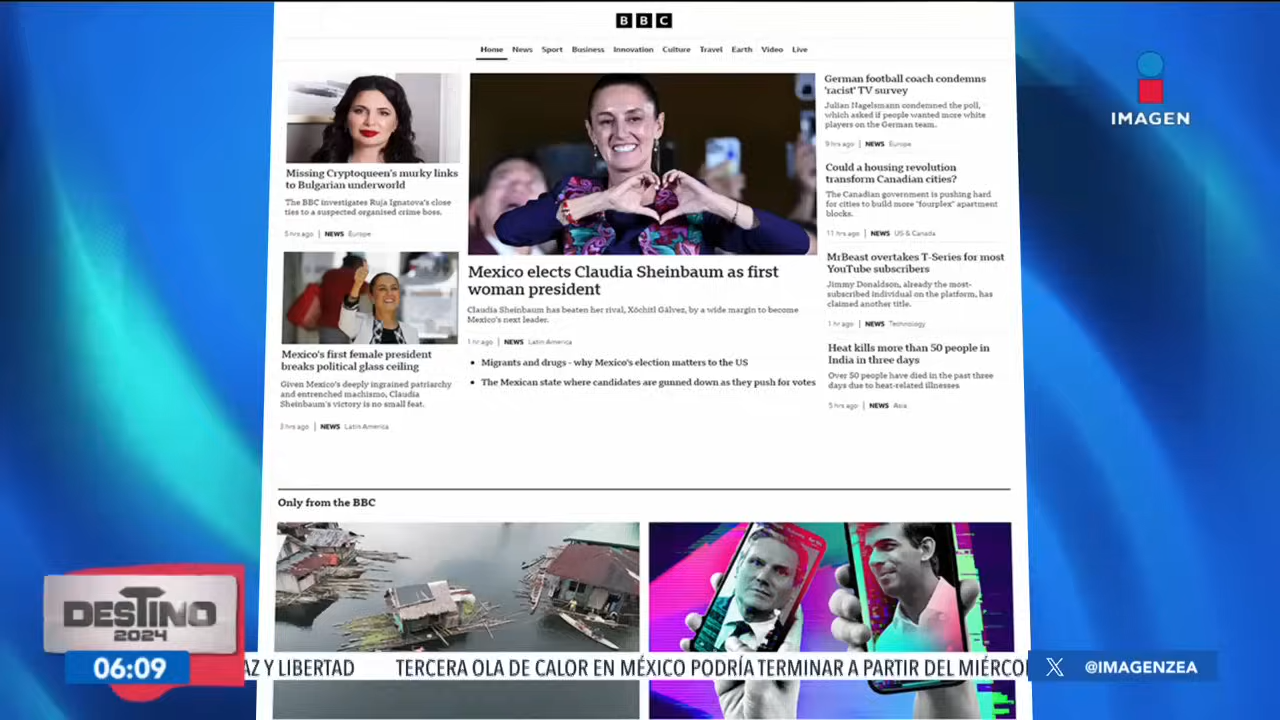 BBC
Home News Sport Business Innovation Culture Travel Earth Video Live
Missing Cryptoqueen's murky links
to Bulgarian underworld
The BBC investigates Ruja Ignatova's close
ties to a suspected organised crime boss.
5 hrs ago | NEWS Europe
Mexico's first female president
breaks political glass ceiling
Given Mexico's deeply ingrained patriarchy
and entrenched machismo, Claudia
Sheinbaum's victory is no small feat.
3 hrs ago | NEWS Latin America
Mexico elects Claudia Sheinbaum as first
woman president
Claudia Sheinbaum has beaten her rival, Xóchitl Gálvez, by a wide margin to become
Mexico's next leader.
1 hr ago | NEWS Latin America
• Migrants and drugs - why Mexico's election matters to the US
• The Mexican state where candidates are gunned down as they push for votes
German football coach condemns
'racist' TV survey
Julian Nagelsmann condemned the poll,
which asked if people wanted more white
players on the German team.
9 hrs ago | NEWS Europe
Could a housing revolution
transform Canadian cities?
The Canadian government is pushing hard
for cities to build more "fourplex" apartment
blocks.
11 hrs ago | NEWS US & Canada
MrBeast overtakes T-Series for most
YouTube subscribers
Jimmy Donaldson, already the most-
subscribed individual on the platform, has
claimed another title.
1 hr ago | NEWS Technology
Heat kills more than 50 people in
India in three days
Over 50 people have died in the past three
days due to heat-related illnesses
5 hrs ago | NEWS Asia
IMAGEN
Only from the BBC
DESTINO
2024
06:09
AZ Y LIBERTAD TERCERA OLA DE CALOR EN MÉXICO PODRÍA TERMINAR A PARTIR DEL MIÉRCO
X @IMAGENZEA